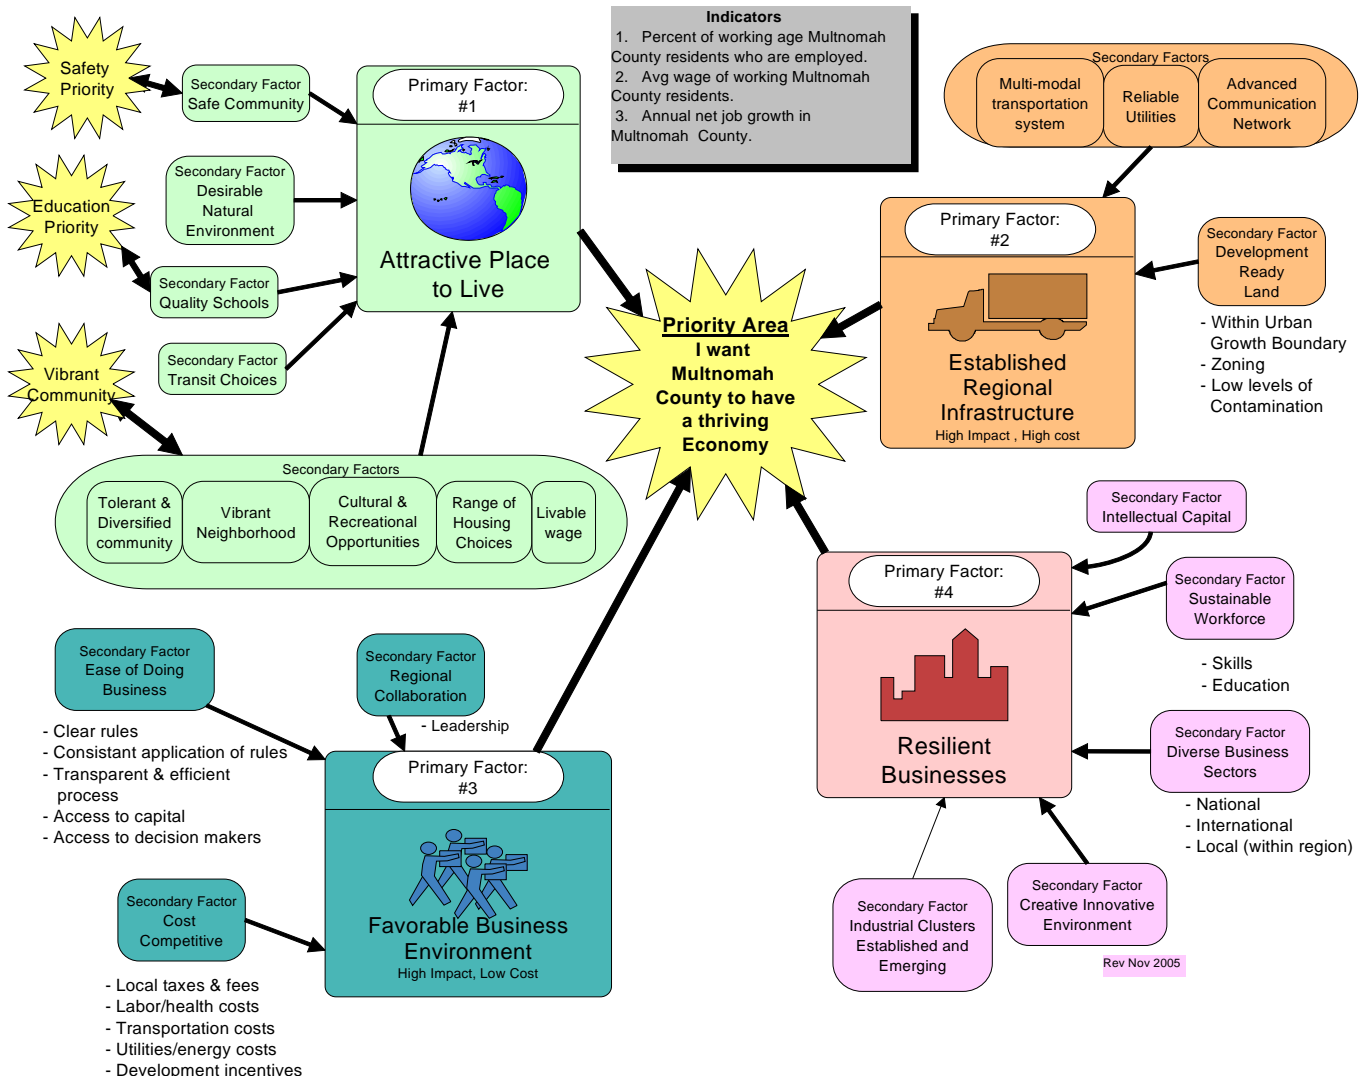 Indicators
1. Percent of working age Multnomah
County residents who are employed.
2. Avg wage of working Multnomah
County residents.
3. Annual net job growth in
Multnomah County.
Safety
Priority
Secondary Factor
Safe Community
Primary Factor:
#1
Secondary Factor
Desirable
Natural
Environment
Education
Priority
Secondary Factor
Quality Schools
Attractive Place
to Live
Vibrant
Community
Secondary Factor
Transit Choices
Secondary Factors
Tolerant &
Diversified
community
Vibrant
Neighborhood
Cultural &
Recreational
Opportunities
Range of
Housing
Choices
Livable
wage
Priority Area
I want
Multnomah
County to have
a thriving
Economy
Secondary Factors
Multi-modal
transportation
system
Reliable
Utilities
Advanced
Communication
Network
Primary Factor:
#2
Established
Regional
Infrastructure
High Impact , High cost
Secondary Factor
Development
Ready
Land
- Within Urban
Growth Boundary
- Zoning
- Low levels of
Contamination
Secondary Factor
Ease of Doing
Business
- Clear rules
- Consistant application of rules
- Transparent & efficient
process
- Access to capital
- Access to decision makers
Secondary Factor
Regional
Collaboration
- Leadership
Primary Factor:
#3
Favorable Business
Environment
High Impact, Low Cost
Secondary Factor
Cost
Competitive
- Local taxes & fees
- Labor/health costs
- Transportation costs
- Utilities/energy costs
- Development incentives
Primary Factor:
#4
Resilient
Businesses
Secondary Factor
Intellectual Capital
Secondary Factor
Sustainable
Workforce
- Skills
- Education
Secondary Factor
Diverse Business
Sectors
- National
- International
- Local (within region)
Secondary Factor
Industrial Clusters
Established and
Emerging
Secondary Factor
Creative Innovative
Environment
Rev Nov 2005